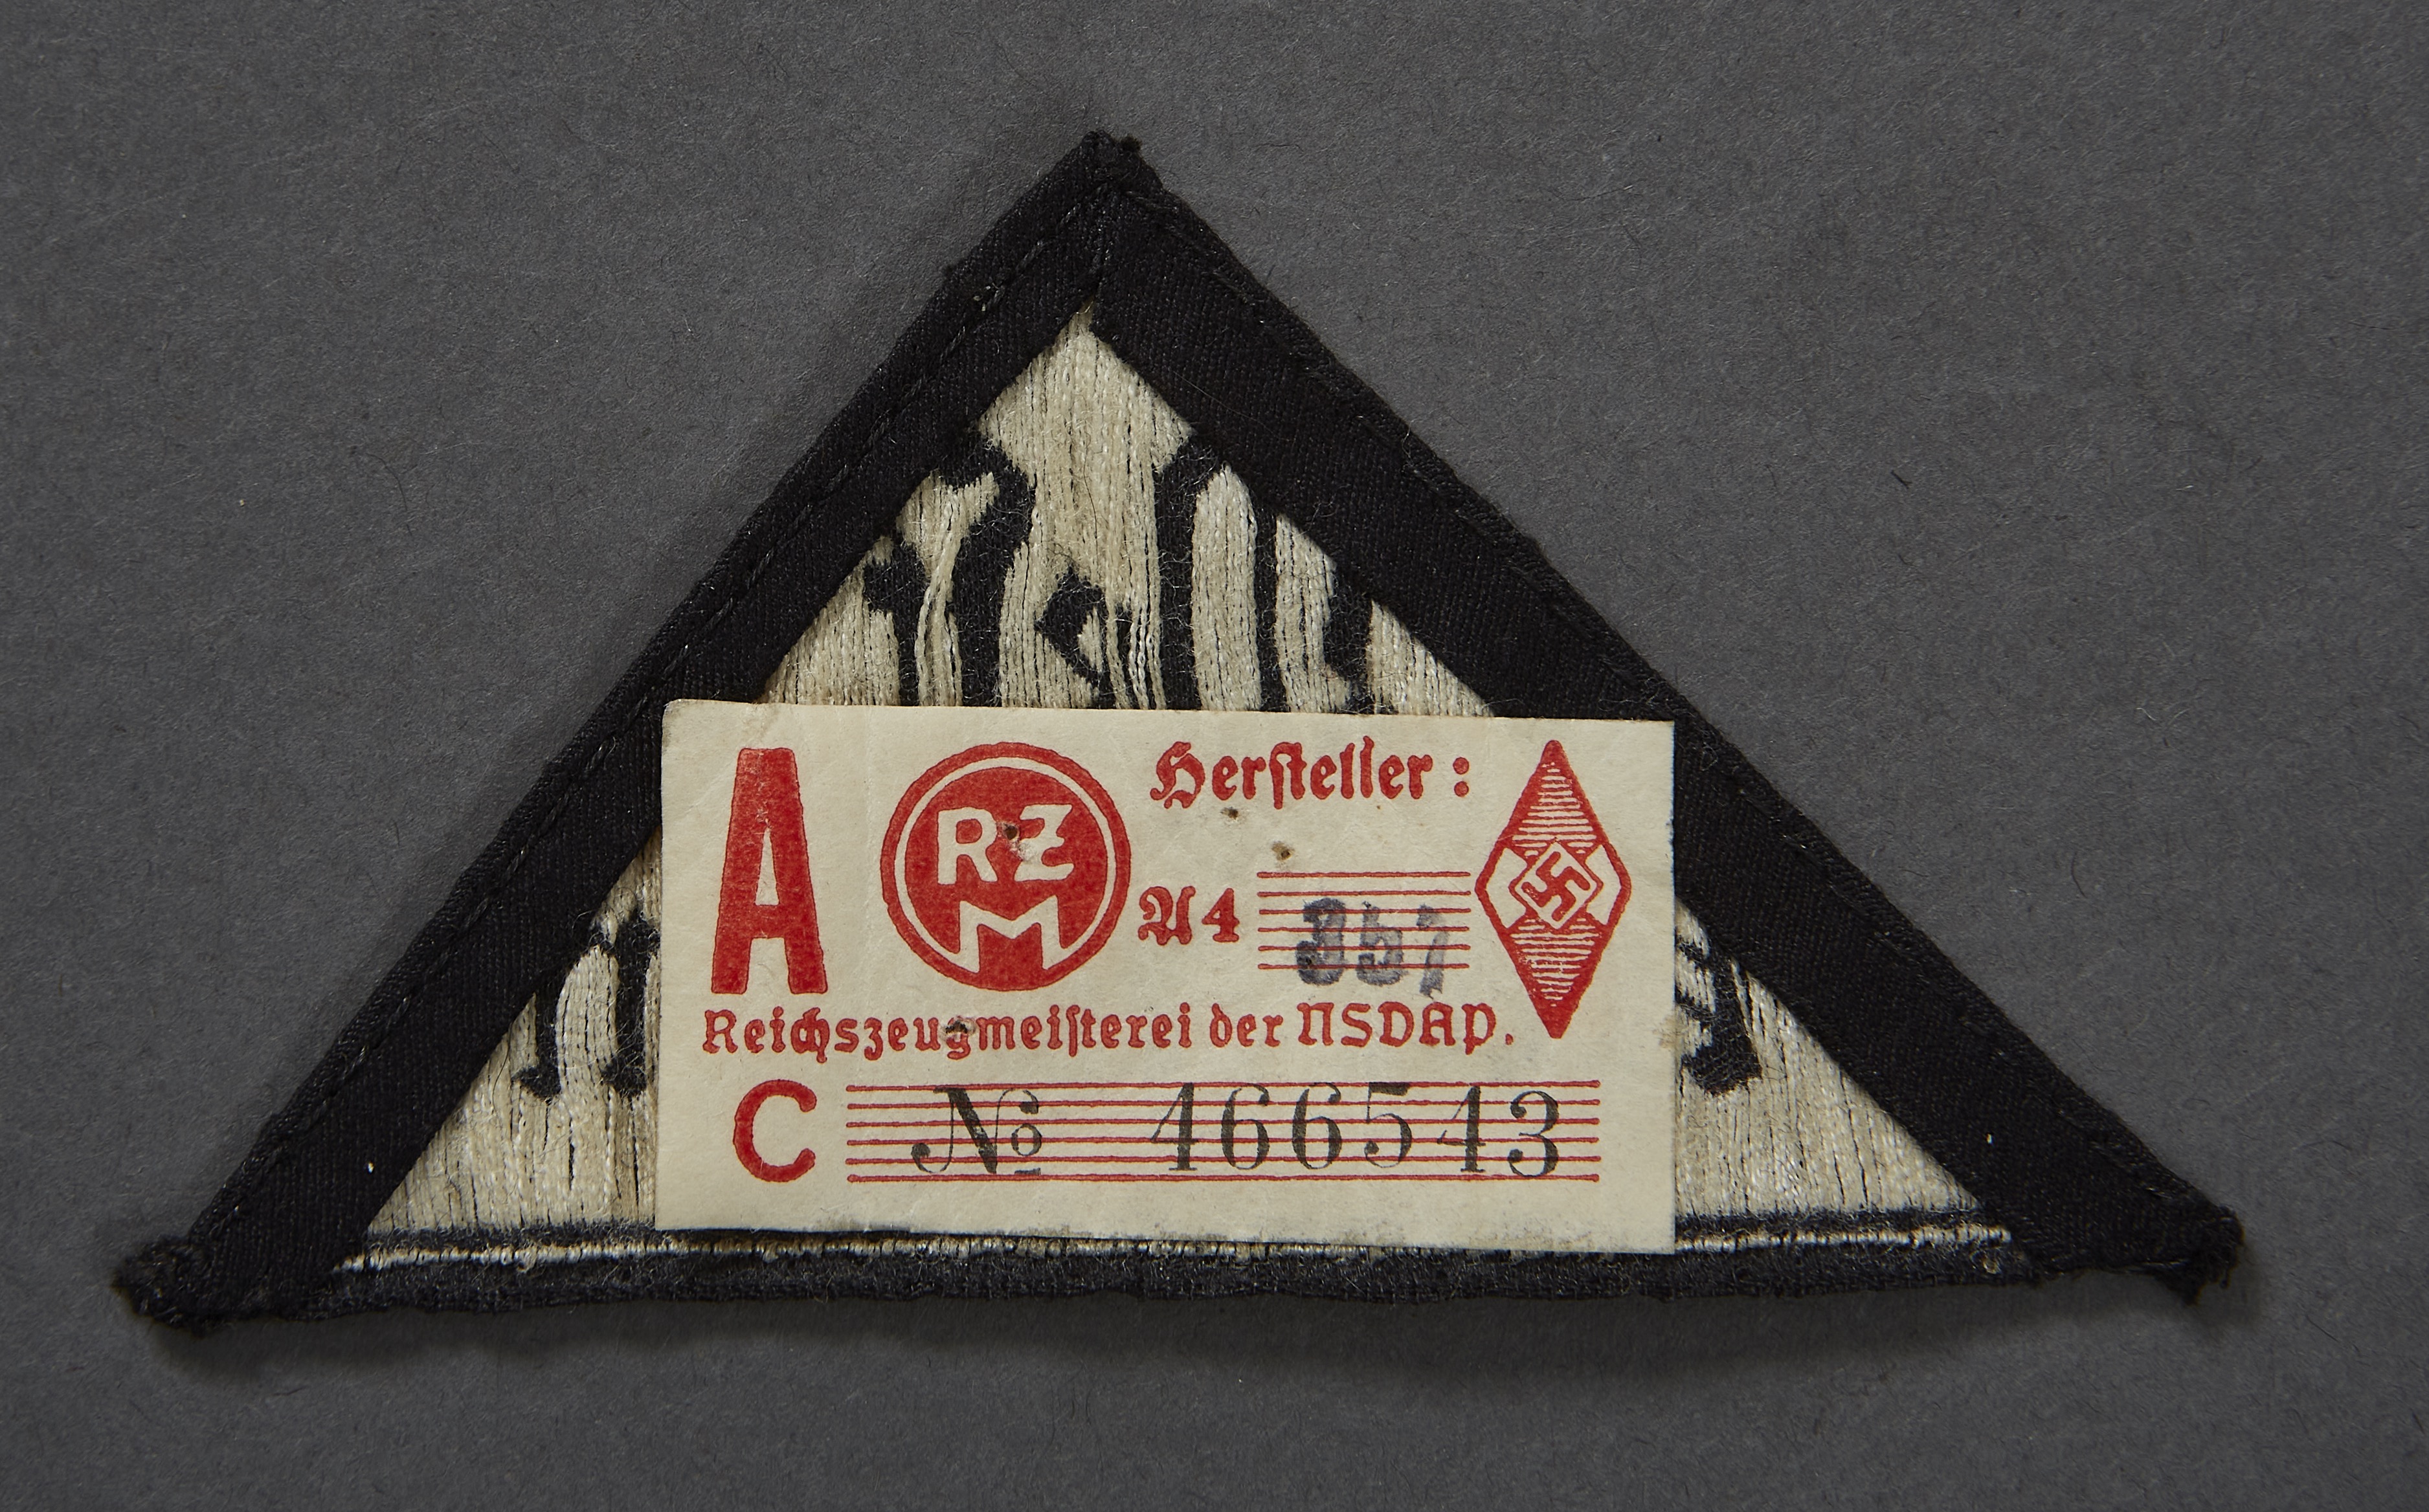 A
RZM
Hersteller:
A4 357
Reichszeugmeisterei der NSDAP.
C No 466543